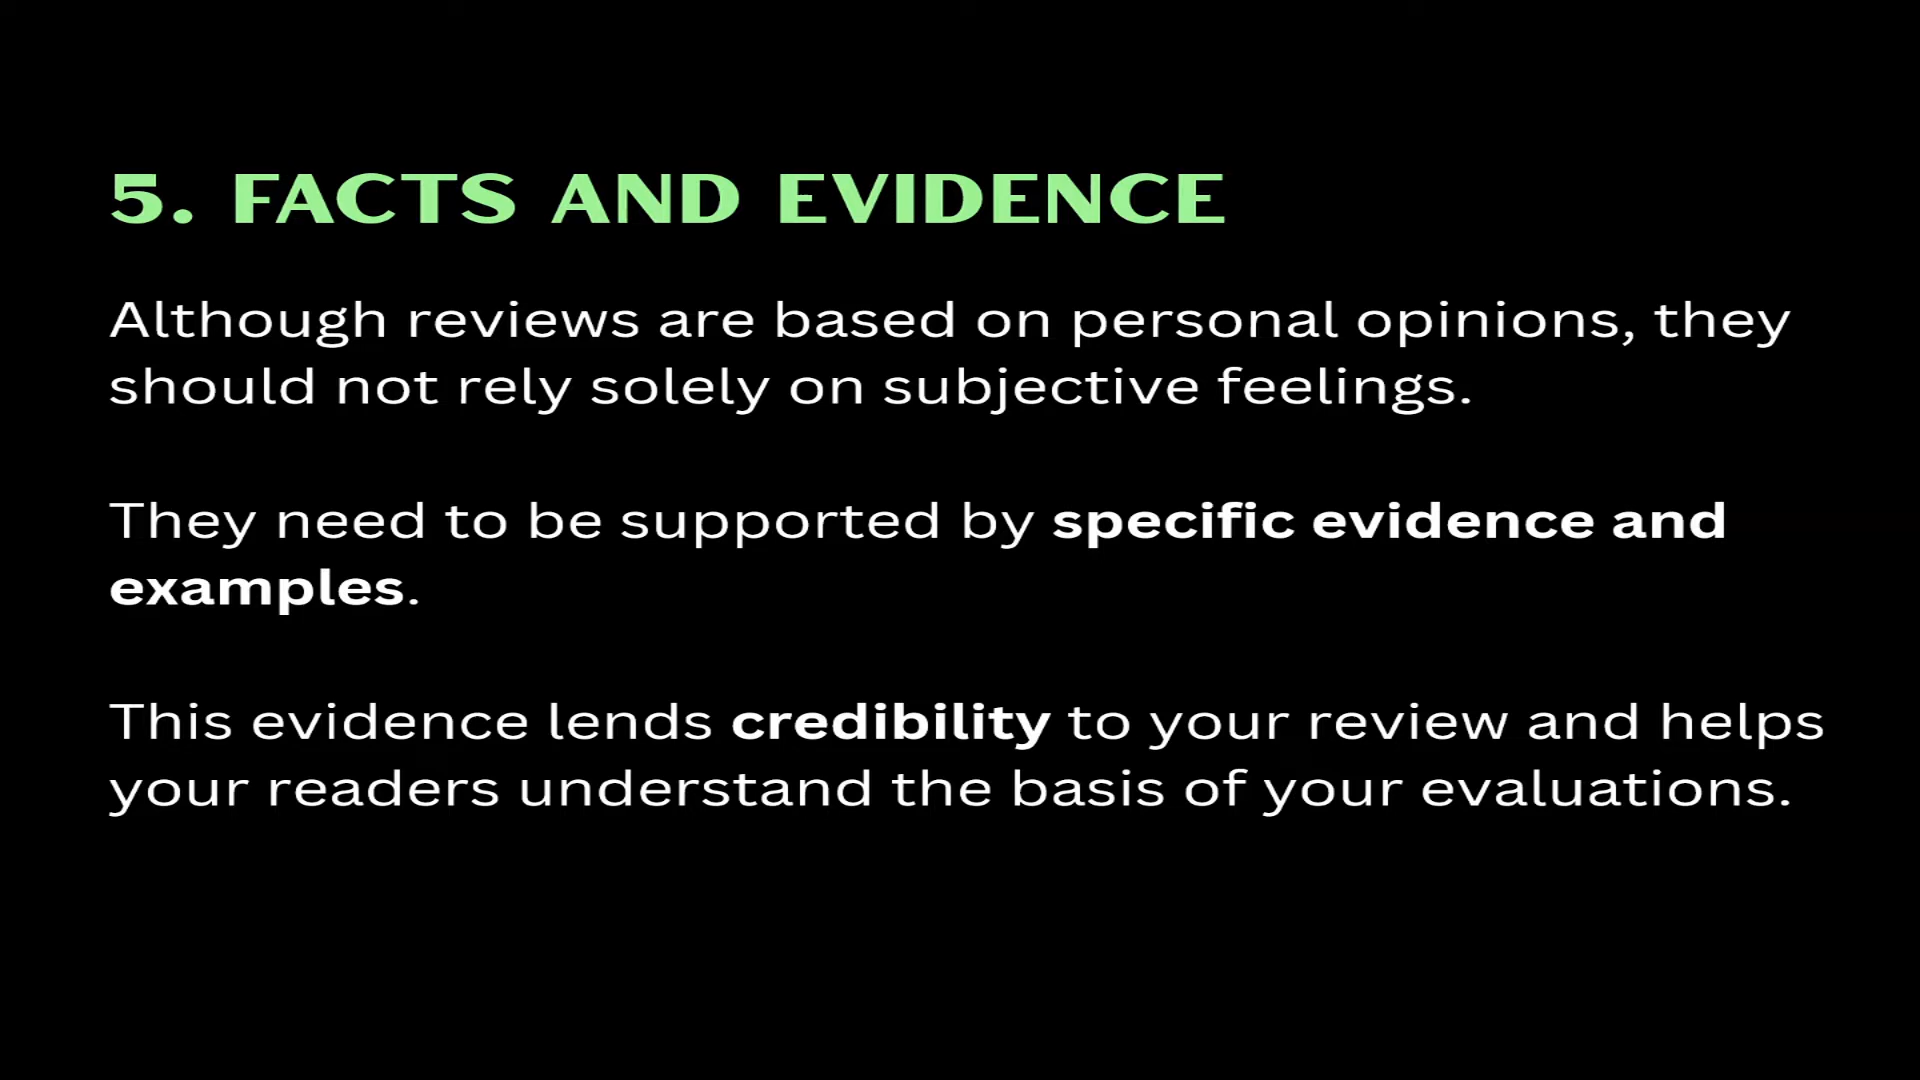 5. FACTS AND EVIDENCE
Although reviews are based on personal opinions, they
should not rely solely on subjective feelings.
They need to be supported by specific evidence and
examples.
This evidence lends credibility to your review and helps
your readers understand the basis of your evaluations.